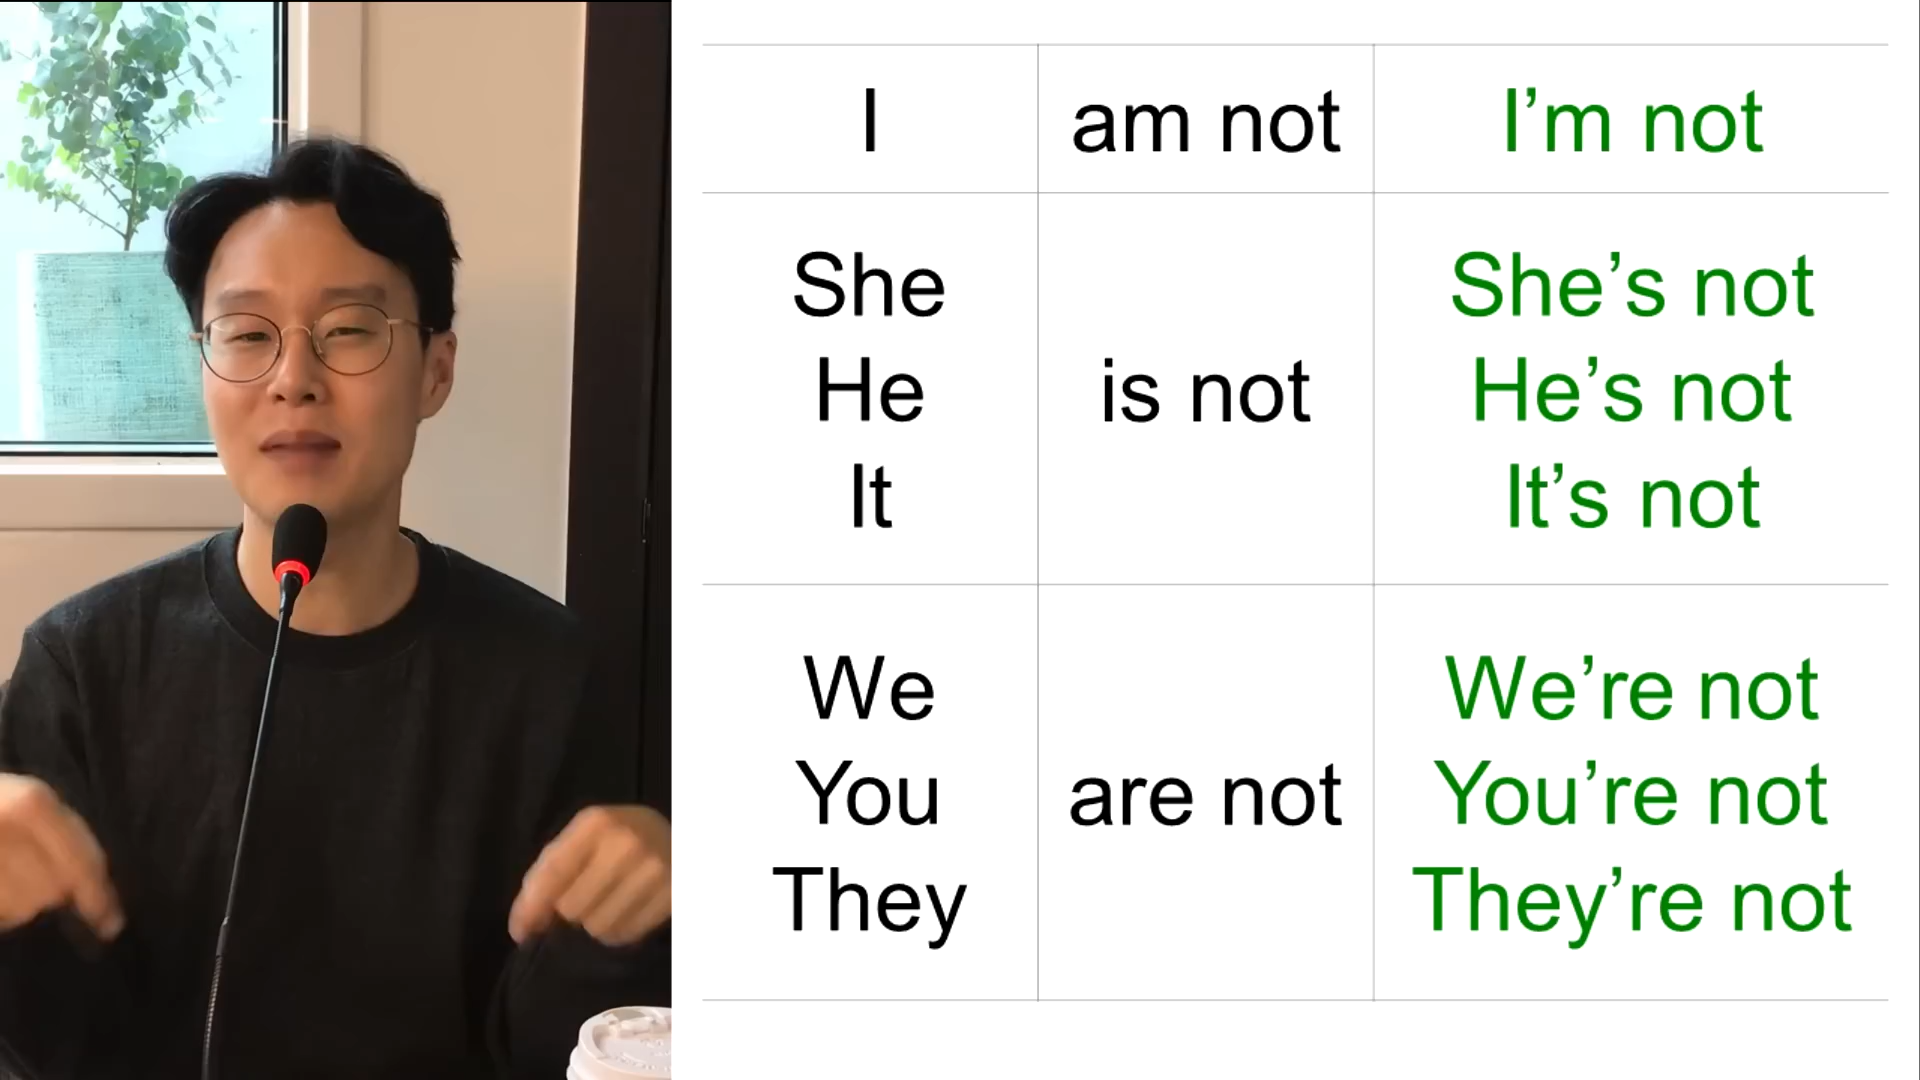 I am not I’m not
She She’s not
He is not He’s not
It It’s not
We We’re not
You are not You’re not
They They’re not